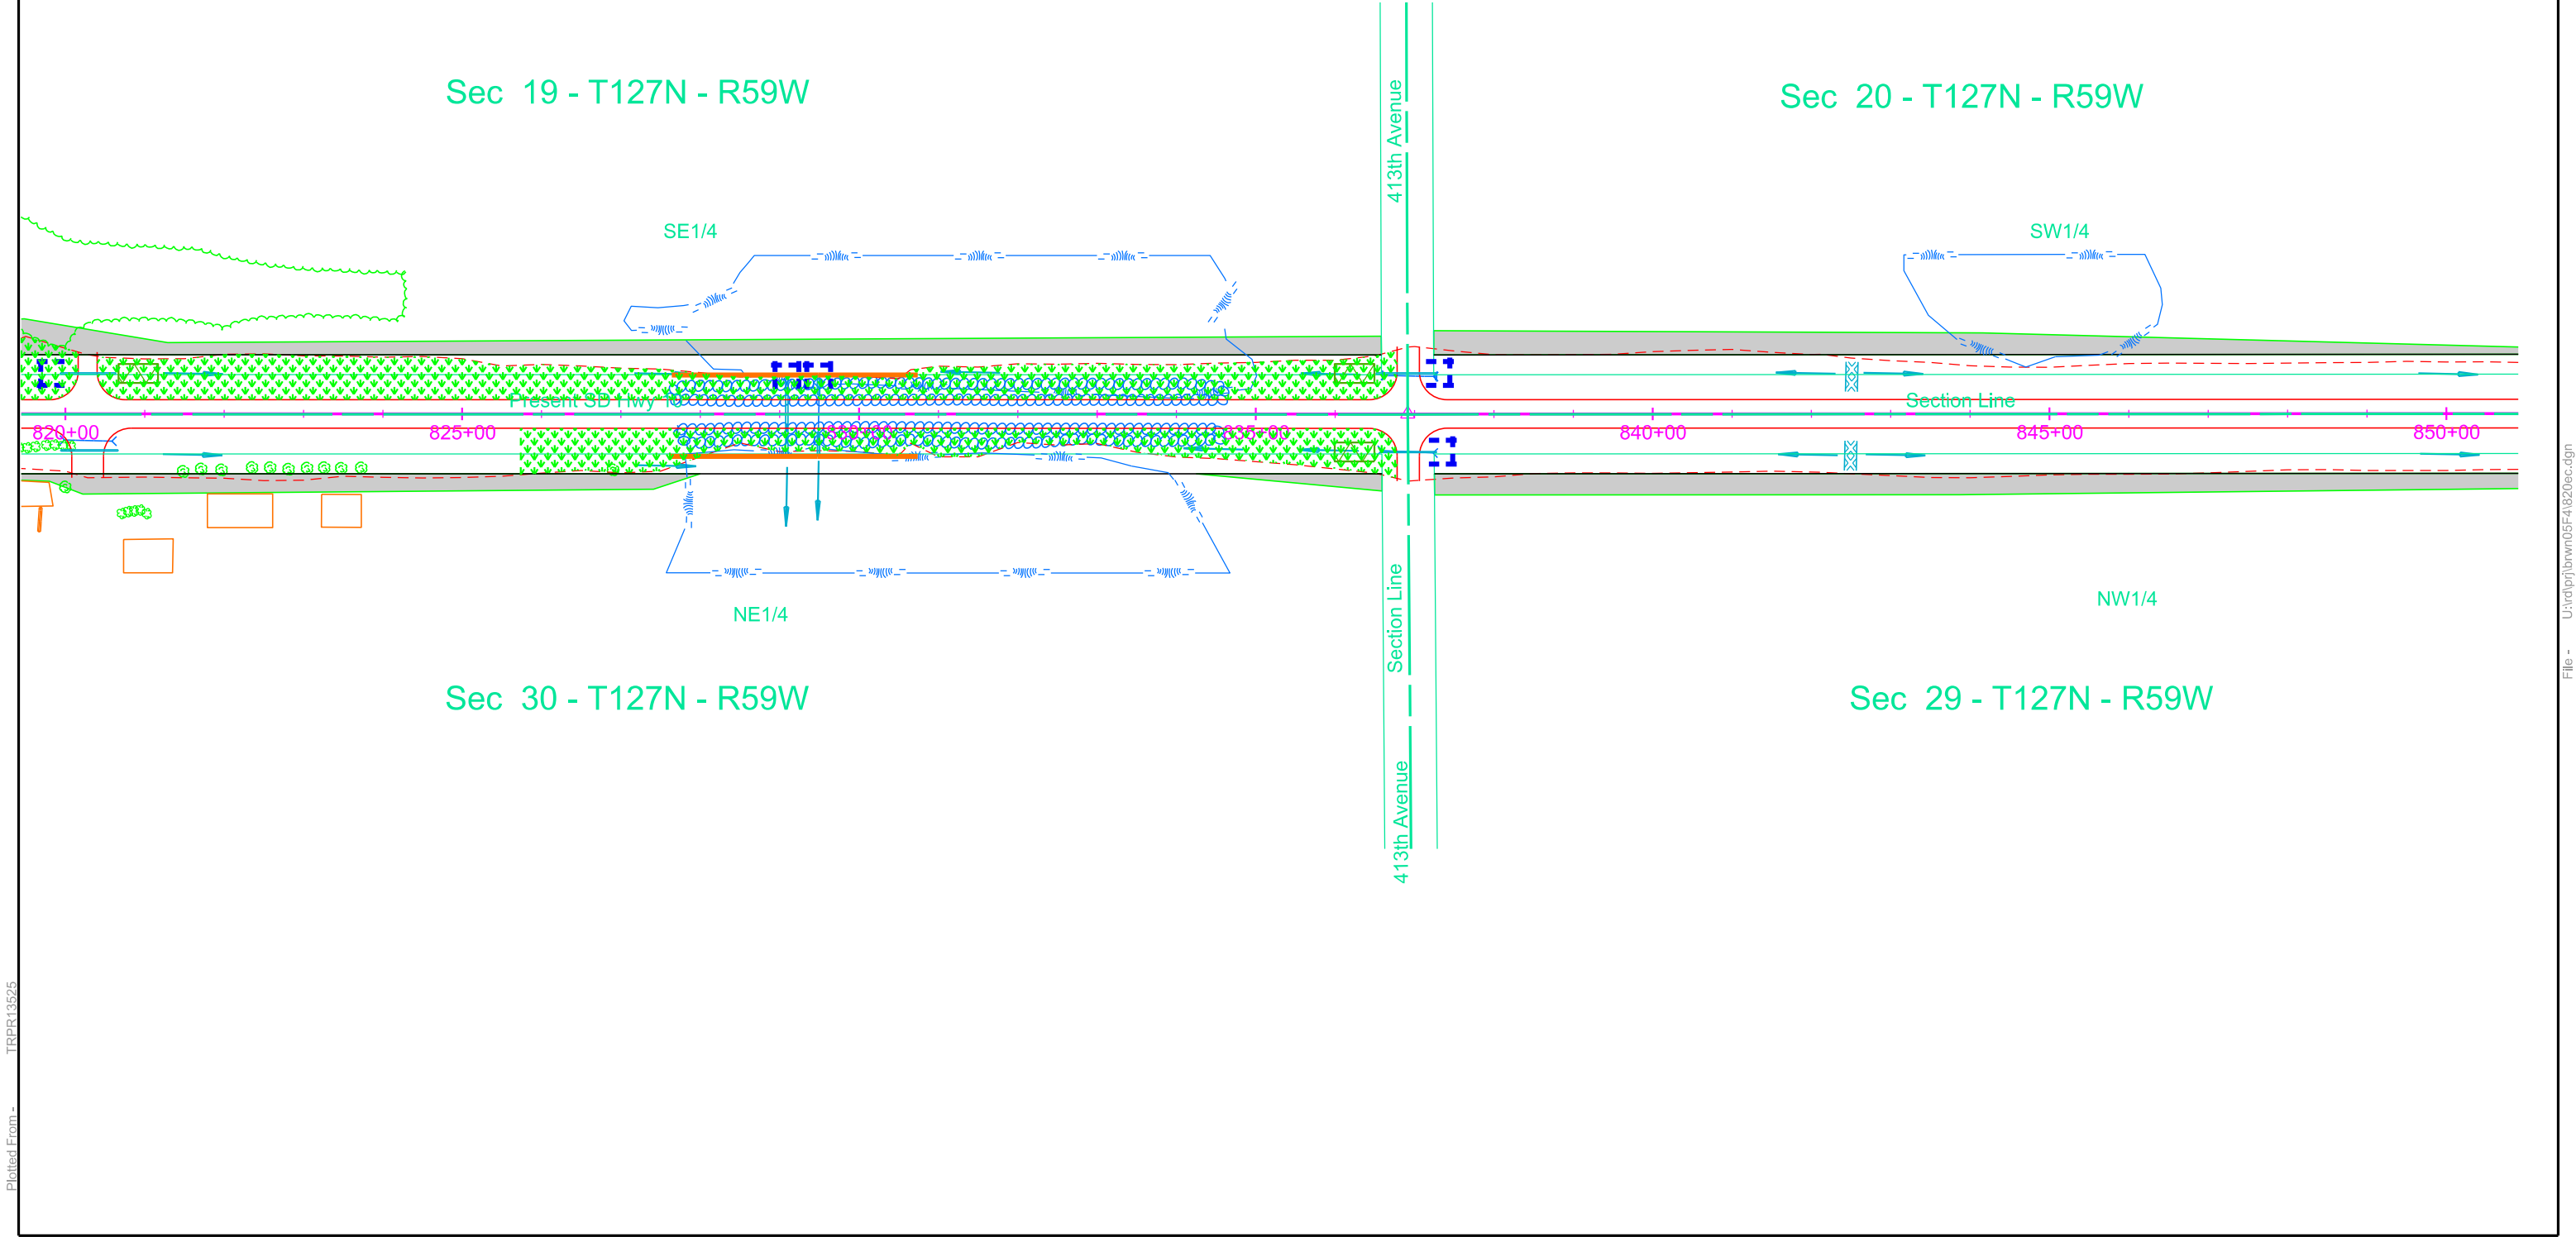 Sec 19 - T127N - R59W
Sec 20 - T127N - R59W
413th Avenue
SE1/4
SW1/4
Present SD Hwy 10
Section Line
820+00
825+00
830+00
835+00
840+00
845+00
850+00
Section Line
NE1/4
NW1/4
Sec 30 - T127N - R59W
Sec 29 - T127N - R59W
413th Avenue
File - U:\rd\prj\brwn05F4\820ec.dgn
Plotted From - TRPR13525